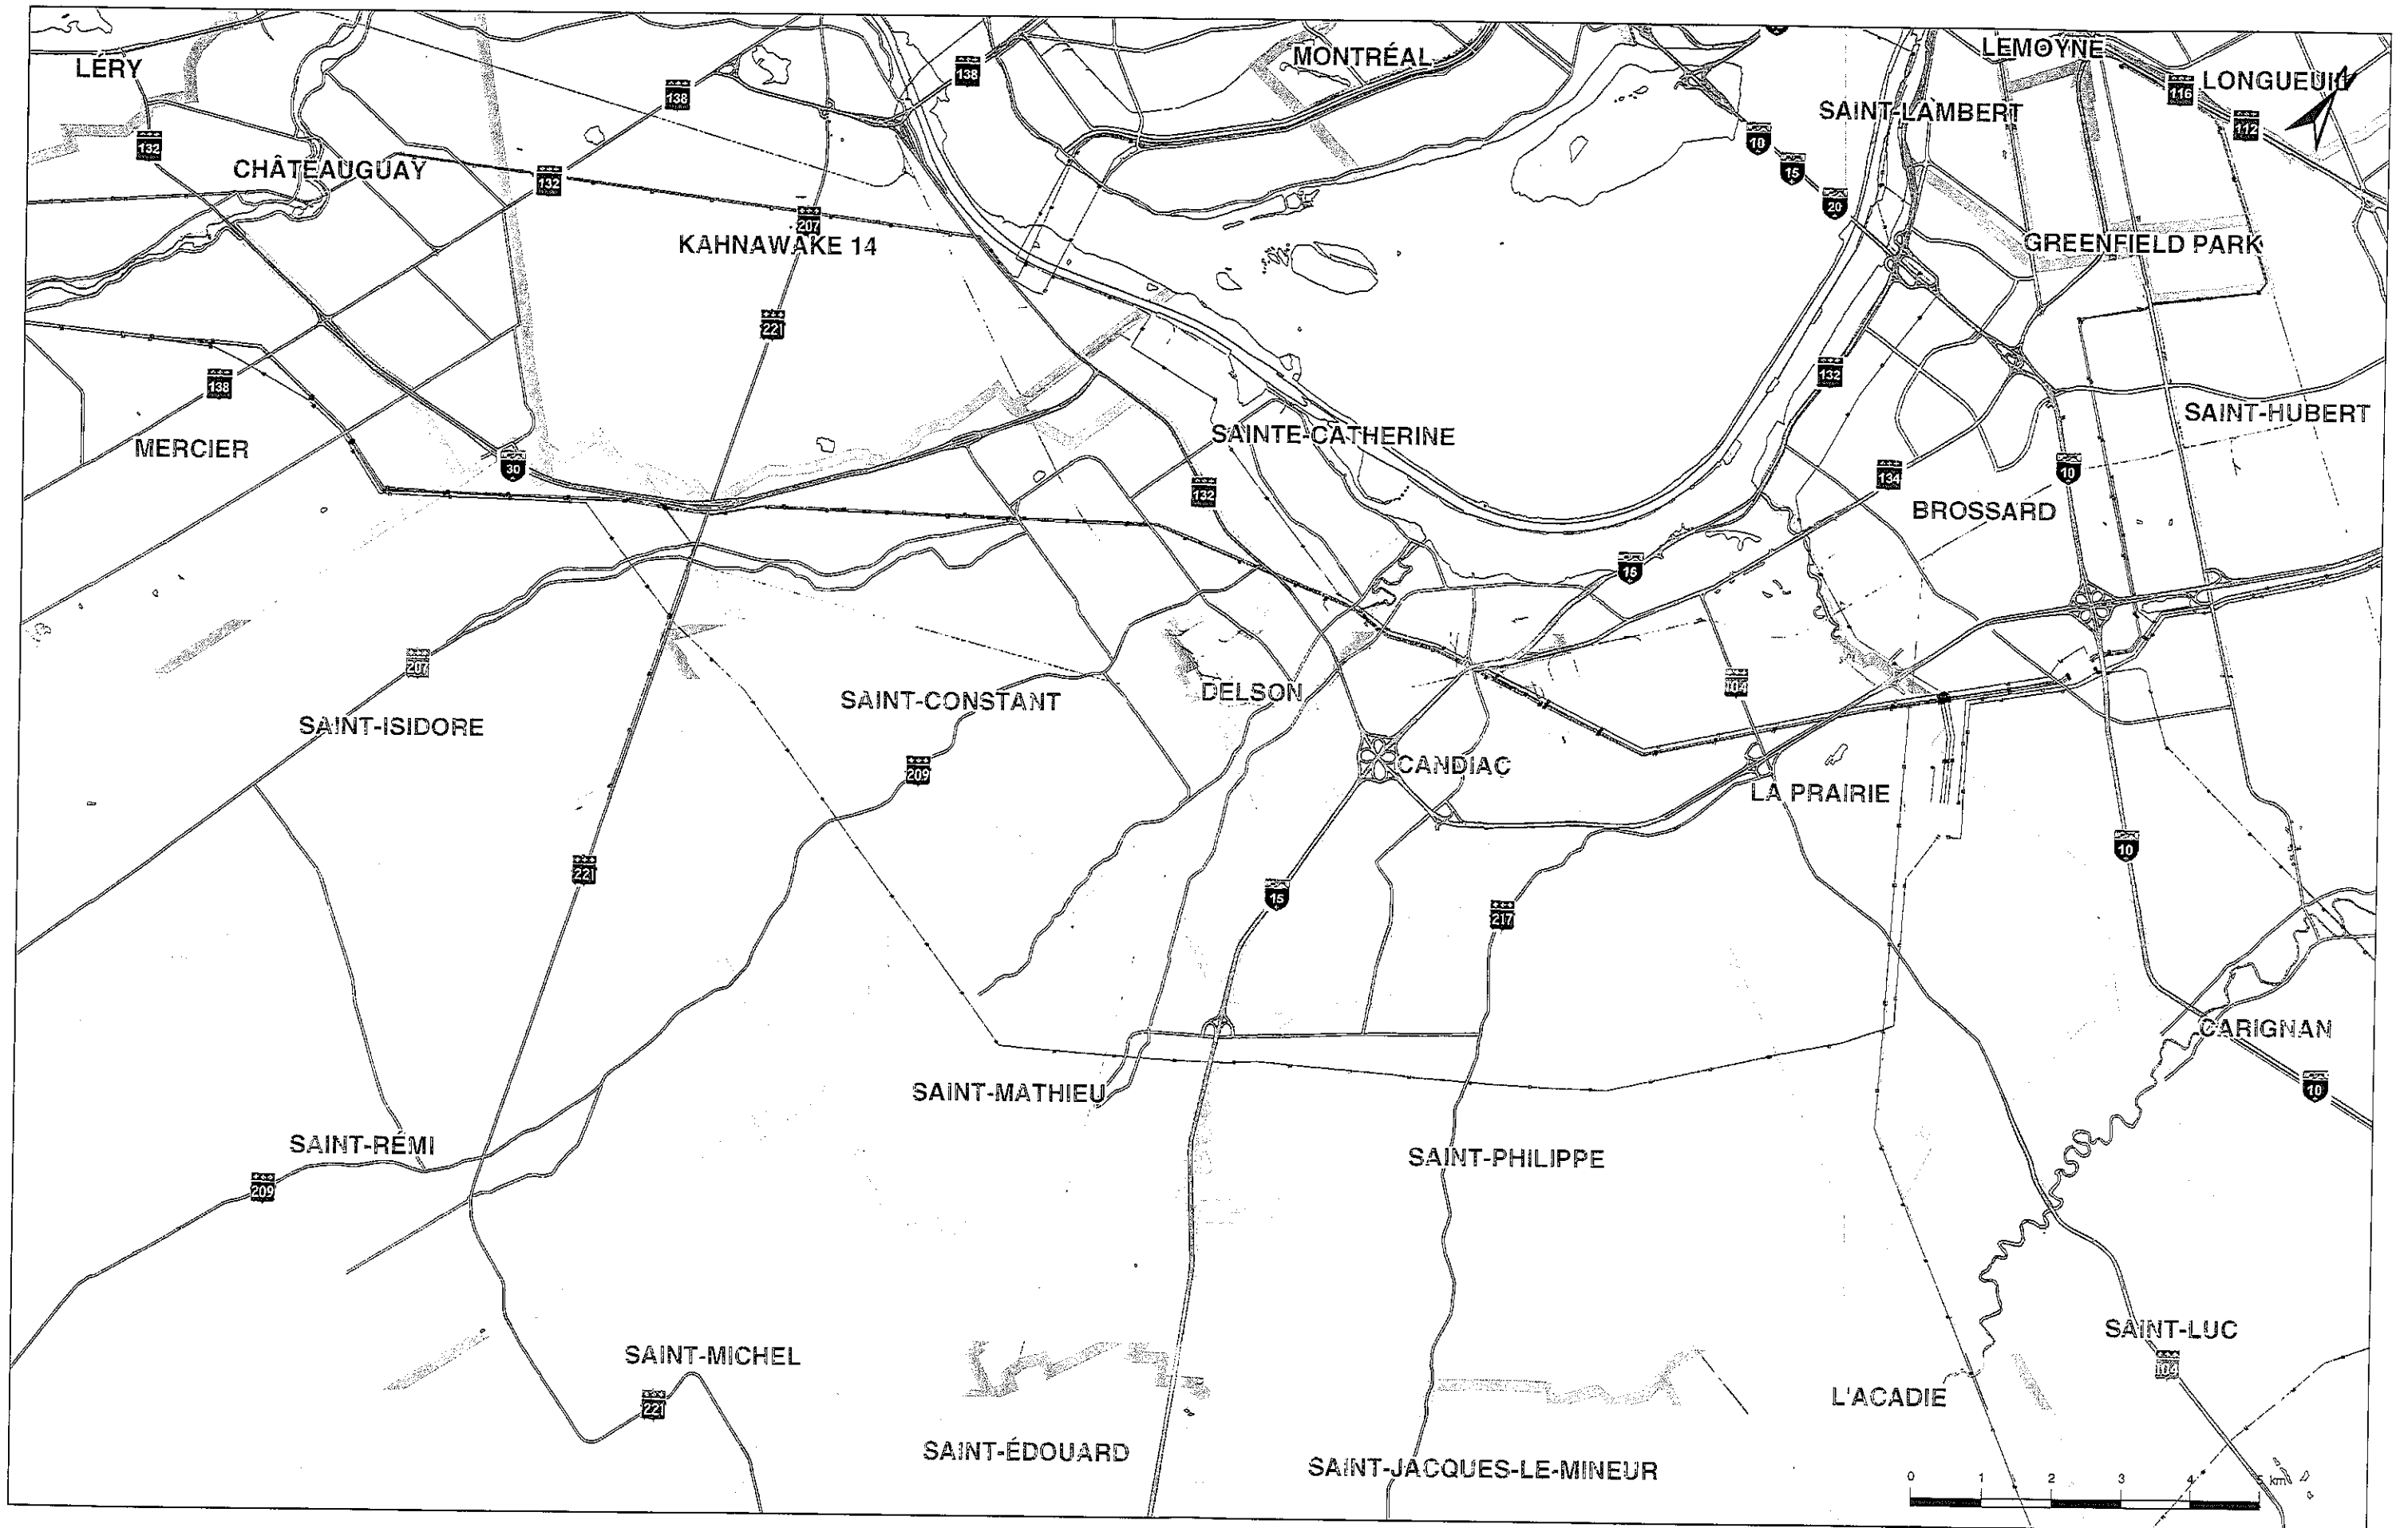 MONTRÉAL
LEMOYNE
LÉRY
138
138
116
LONGUEUIL
SAINT-LAMBERT
112
10
132
15
CHÂTEAUGUAY
132
20
207
KAHNAWAKE 14
GREENFIELD PARK
221
132
138
SAINT-HUBERT
MERCIER
SAINTE-CATHERINE
30
134
10
132
BROSSARD
15
207
104
SAINT-CONSTANT
DELSON
SAINT-ISIDORE
209
CANDIAC
LA PRAIRIE
221
10
15
217
CARIGNAN
SAINT-MATHIEU
10
SAINT-RÉMI
SAINT-PHILIPPE
209
SAINT-LUC
SAINT-MICHEL
104
221
L'ACADIE
SAINT-ÉDOUARD
SAINT-JACQUES-LE-MINEUR
0 1 2 3 4 5 km